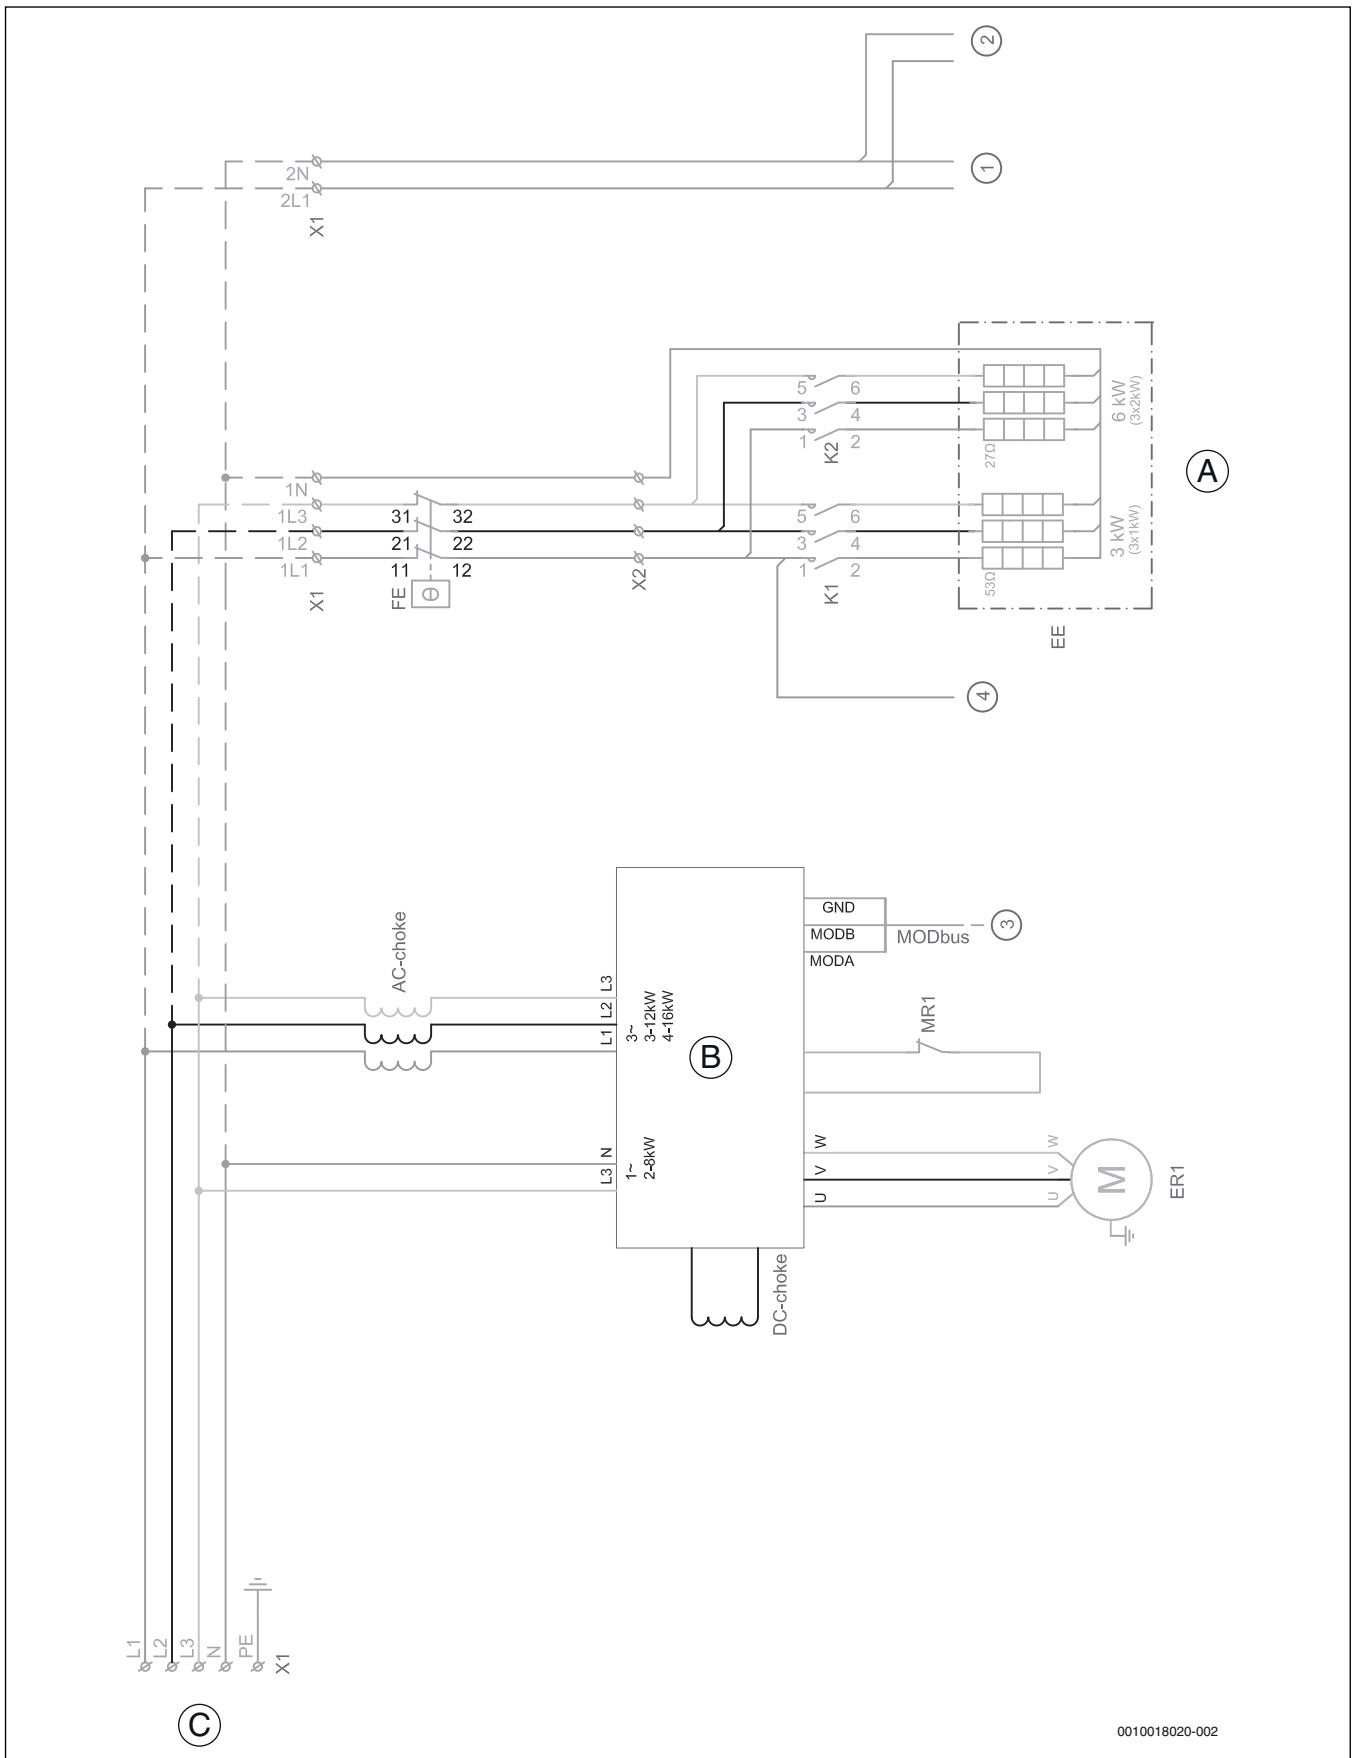 2
2N
2L1
X1
1
5
6
3
4
1
2
K2
27Ω
6 kW
(3x2kW)
A
1N
1L3
31
32
1L2
21
22
1L1
11
12
X1
FE
θ
X2
5
6
3
4
1
2
K1
53Ω
3 kW
(3x1kW)
EE
4
AC-choke
L3
L2
L1
3~
3-12kW
4-16kW
GND
MODB
MODA
MODbus
3
B
MR1
N
L3
1~
2-8kW
W
V
U
W
V
U
M
ER1
DC-choke
L1
L2
L3
N
PE
X1
C
0010018020-002